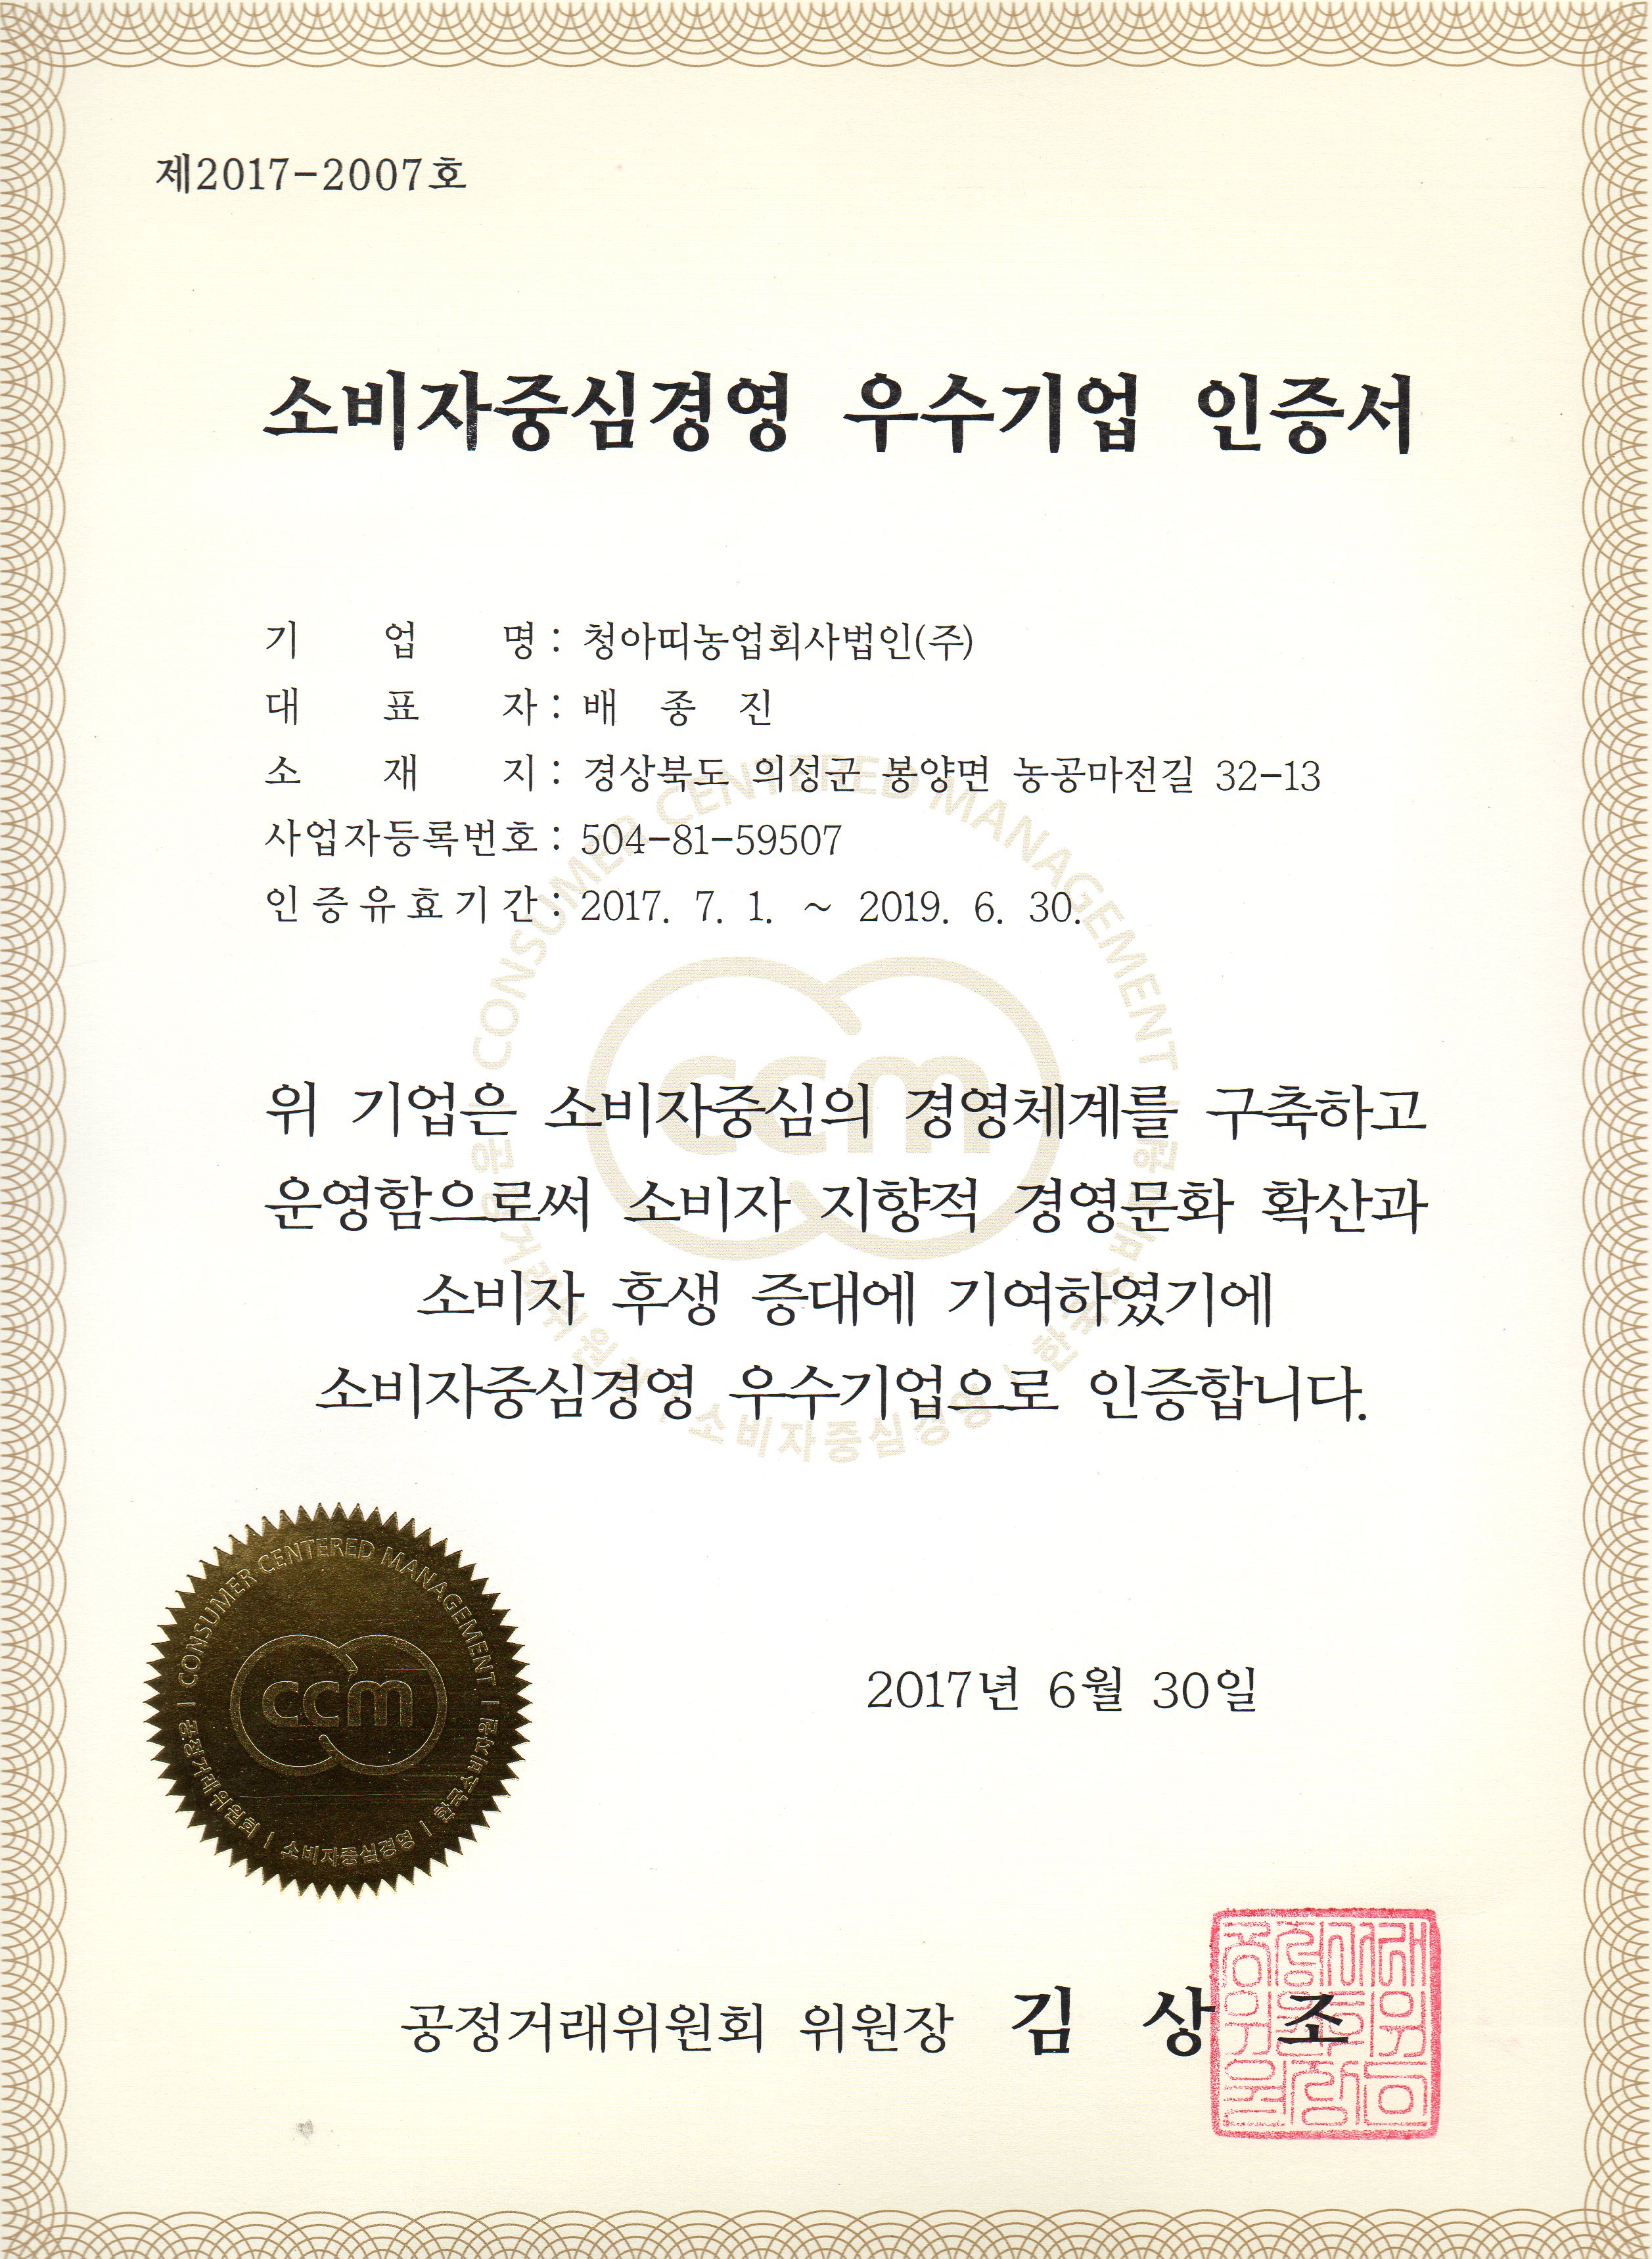 제2017-2007호
소비자중심경영 우수기업 인증서
기 업 명 : 청아띠농업회사법인(주)
대 표 자 : 배 종 진
소 재 지 : 경상북도 의성군 봉양면 농공마전길 32-13
사업자등록번호 : 504-81-59507
인증유효기간 : 2017. 7. 1. ~ 2019. 6. 30.
CONSUMER CENTERED MANAGEMENT
ccm
위 기업은 소비자중심의 경영체계를 구축하고
운영함으로써 소비자 지향적 경영문화 확산과
소비자 후생 증대에 기여하였기에
소비자중심경영 우수기업으로 인증합니다.
소비자중심경영
CONSUMER CENTERED MANAGEMENT
ccm
공정거래위원회 | 소비자중심경영 | 한국소비자원
2017년 6월 30일
공정거래위원회 위원장 김 상 조